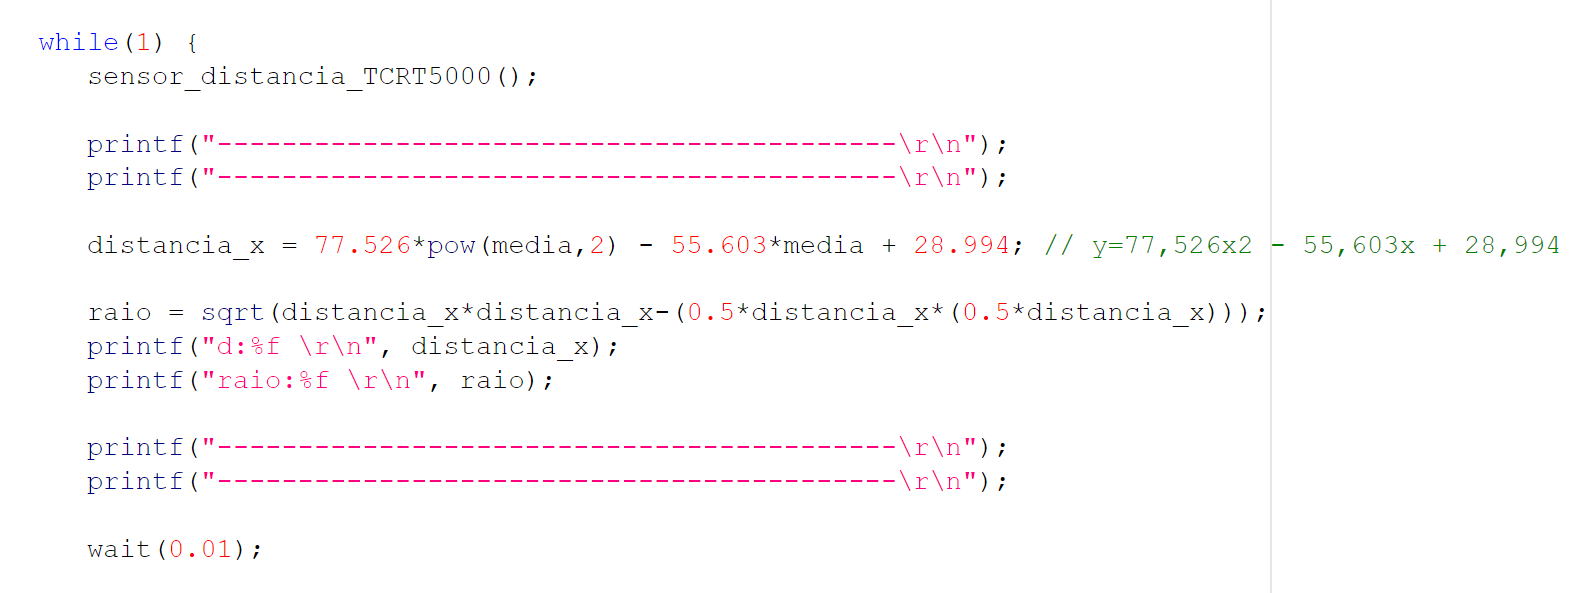 while(1) {
sensor_distancia_TCRT5000();
printf("------------------------------------------\r\n");
printf("------------------------------------------\r\n");
distancia_x = 77.526*pow(media,2) - 55.603*media + 28.994; // y=77,526x2 - 55,603x + 28,994
raio = sqrt(distancia_x*distancia_x-(0.5*distancia_x*(0.5*distancia_x)));
printf("d:%f \r\n", distancia_x);
printf("raio:%f \r\n", raio);
printf("------------------------------------------\r\n");
printf("------------------------------------------\r\n");
wait(0.01);